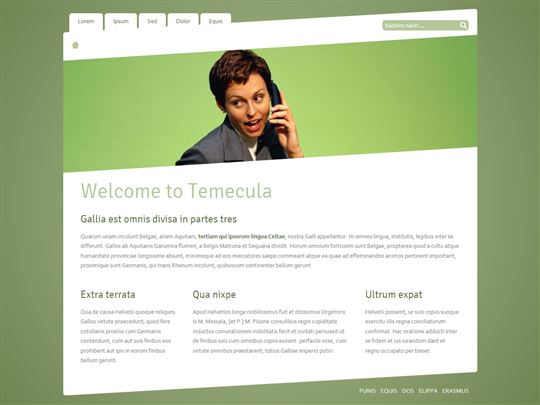 Lorem Ipsum Sed Dolor Equis
Suchen nach ...
Welcome to Temecula
Gallia est omnis divisa in partes tres
Quarum unam incolunt Belgae, aliam Aquitani, tertiam qui ipsorum lingua Celtae, nostra Galli appellantur. Hi omnes lingua, institutis, legibus inter se
differunt. Gallos ab Aquitanis Garumna flumen, a Belgis Matrona et Sequana dividit. Horum omnium fortissimi sunt Belgae, propterea quod a cultu atque
humanitate provinciae longissime absunt, minimeque ad eos mercatores saepe commeant atque ea quae ad effeminandos animos pertinent important,
proximique sunt Germanis, qui trans Rhenum incolunt, quibuscum continenter bellum gerunt.
Extra terrata
Cua de causa Helvetii quoque reliquos
Gallos virtute praecedunt, quod fere
cotidianis proeliis cum Germanis
contendunt, cum aut suis finibus eos
prohibent aut ipsi in eorum finibus
bellum gerunt.
Qua nixpe
Apud Helvetios longe nobilissimus fuit et ditissimus Orgetorix.
Is M. Messala, [et P.] M. Pisone consulibus regni cupiditate
inductus coniurationem nobilitatis fecit et civitati persuasit ut
de finibus suis cum omnibus copiis exirent: perfacile esse, cum
virtute omnibus praestarent, totius Galliae imperio potiri.
Ultrum expat
Helvetii possent, se suis copiis suoque
exercitu illis regna conciliaturum
confirmat. Hac oratione adducti inter
se fidem et ius iurandum dant et
regno occupato per treset.
PUNIS EQUIS DOS ELIPPA ERASMUS